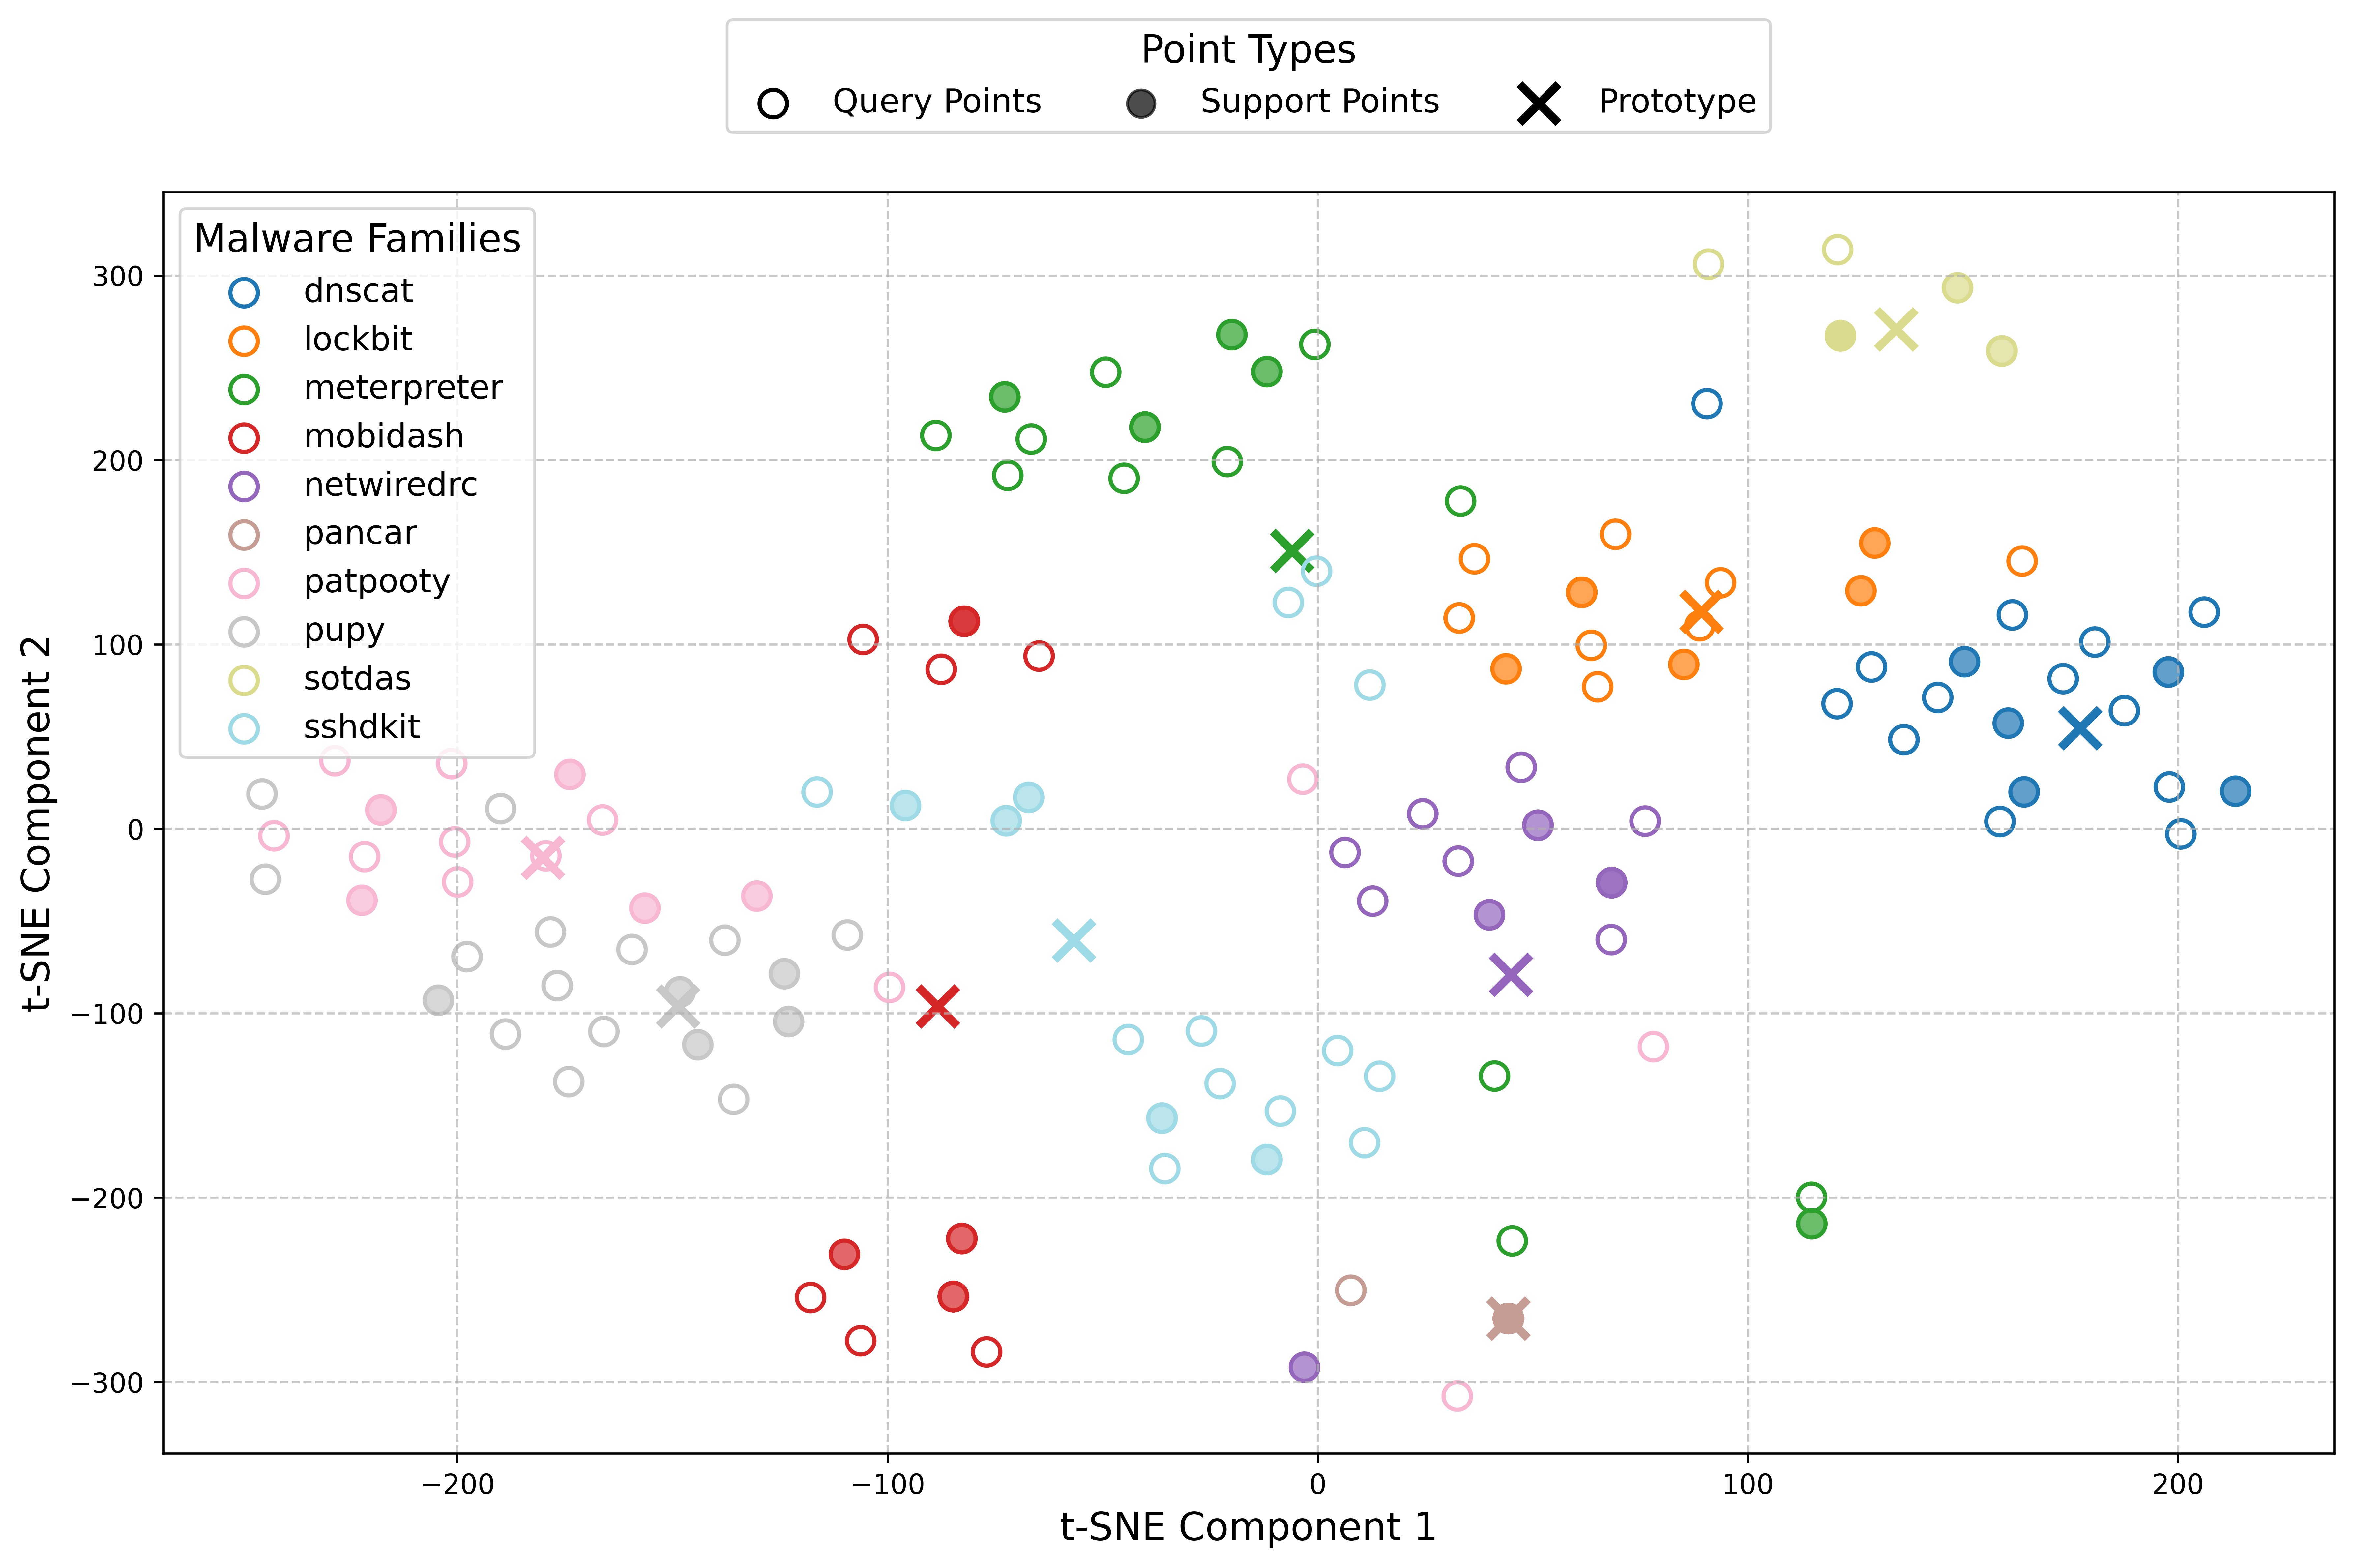 Point Types
Query Points Support Points Prototype
Malware Families
dnscat
lockbit
meterpreter
mobidash
netwiredrc
pancar
patpooty
pupy
sotdas
sshdkit
300
200
100
0
−100
−200
−300
t-SNE Component 2
−200 −100 0 100 200
t-SNE Component 1